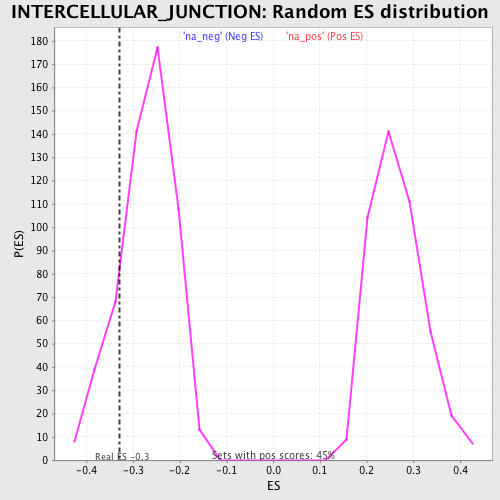 INTERCELLULAR_JUNCTION: Random ES distribution
'na_neg' (Neg ES) 'na_pos' (Pos ES)
180
170
160
150
140
130
120
110
100
90
80
70
60
50
40
30
20
10
0
P(ES)
Real ES -0.3
Sets with pos scores: 45%
-0.4 -0.3 -0.2 -0.1 0.0 0.1 0.2 0.3 0.4
ES